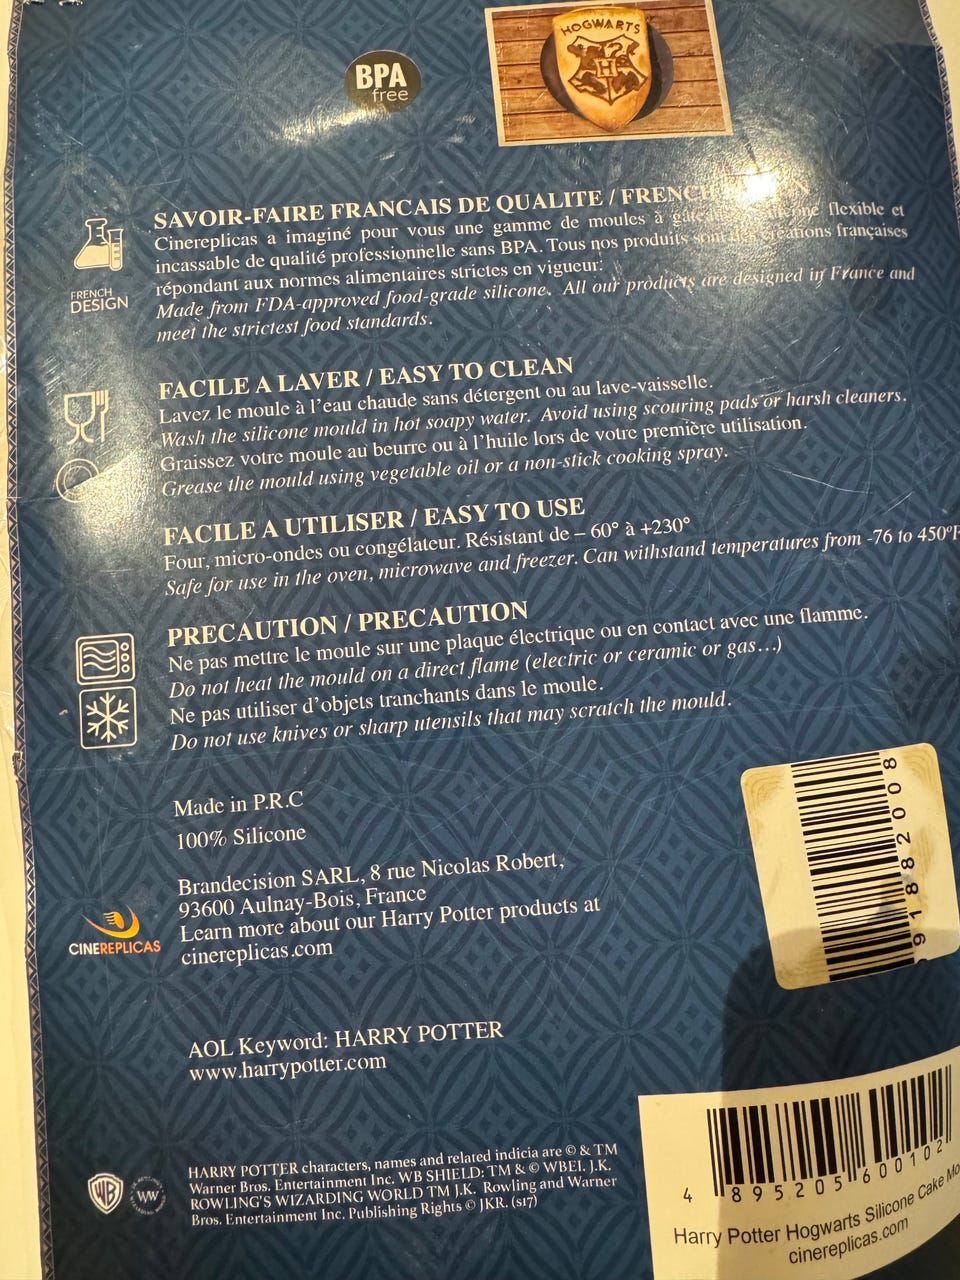 BPA
free
HOGWARTS
H
SAVOIR-FAIRE FRANCAIS DE QUALITE / FRENCH
Cinereplicas a imaginé pour vous une gamme de moules à flexible et
incassable de qualité professionnelle sans BPA. Tous nos produits sont des créations françaises
répondant aux normes alimentaires strictes en vigueur.
Made from FDA-approved food-grade silicone. All our products are designed in France and
meet the strictest food standards.
FRENCH
DESIGN
FACILE A LAVER / EASY TO CLEAN
Lavez le moule à l'eau chaude sans détergent ou au lave-vaisselle.
Wash the silicone mould in hot soapy water. Avoid using scouring pads or harsh cleaners.
Graissez votre moule au beurre ou à l'huile lors de votre première utilisation.
Grease the mould using vegetable oil or a non-stick cooking spray.
FACILE A UTILISER / EASY TO USE
Four, micro-ondes ou congélateur. Résistant de – 60° à +230°
Safe for use in the oven, microwave and freezer. Can withstand temperatures from -76 to 450°F
PRECAUTION / PRECAUTION
Ne pas mettre le moule sur une plaque électrique ou en contact avec une flamme.
Do not heat the mould on a direct flame (electric or ceramic or gas…)
Ne pas utiliser d'objets tranchants dans le moule.
Do not use knives or sharp utensils that may scratch the mould.
Made in P.R.C
100% Silicone
Brandecision SARL, 8 rue Nicolas Robert,
93600 Aulnay-Bois, France
Learn more about our Harry Potter products at
cinereplicas.com
CINEREPLICAS
91882008
AOL Keyword: HARRY POTTER
www.harrypotter.com
HARRY POTTER characters, names and related indicia are © & TM
Warner Bros. Entertainment Inc. WB SHIELD: TM & © WBEI. J.K.
ROWLING'S WIZARDING WORLD TM J.K. Rowling and Warner
Bros. Entertainment Inc. Publishing Rights © JKR. (s17)
WB
WW
4 895205 600102
Harry Potter Hogwarts Silicone Cake Mo
cinereplicas.com